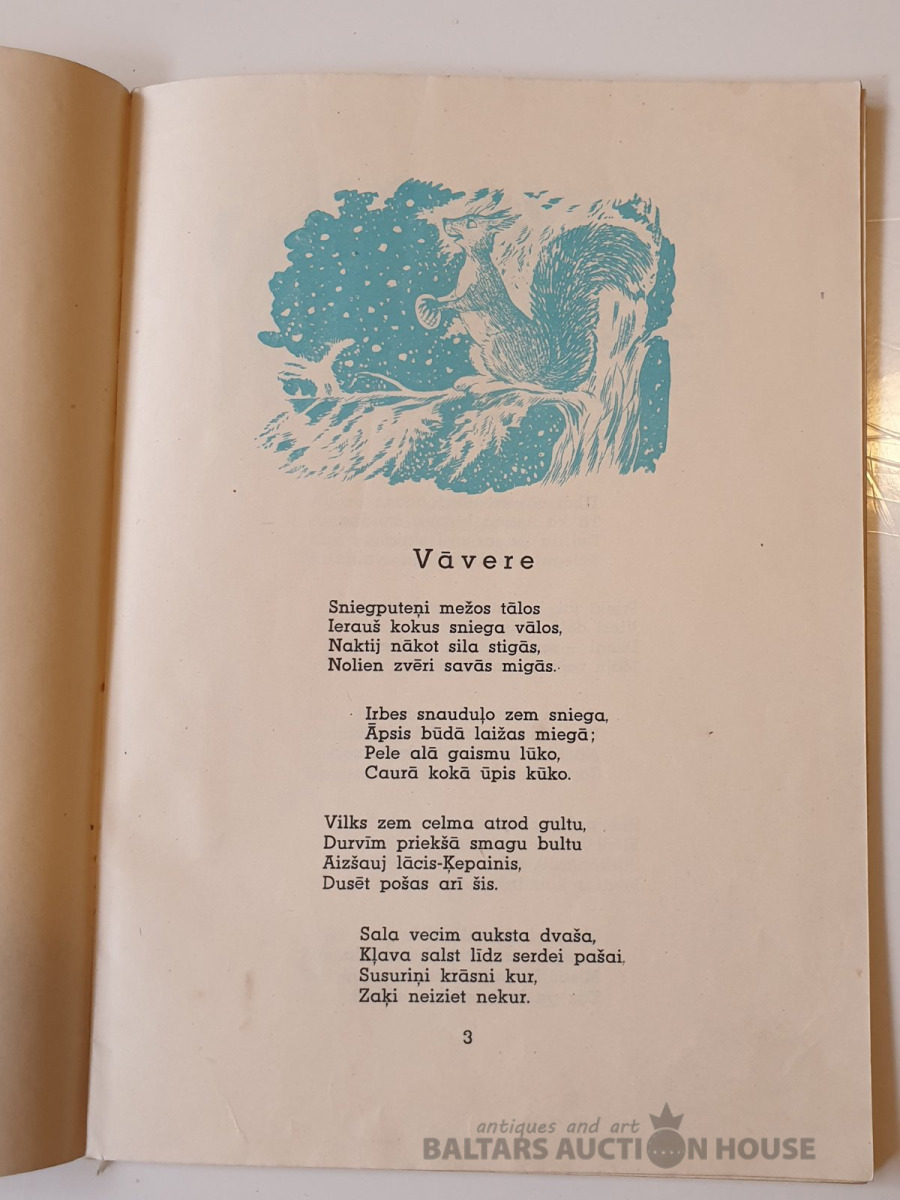 Vāvere
Sniegputeņi mežos tālos
Ierauš kokus sniega vālos,
Naktij nākot sila stigās,
Nolien zvēri savās migās.
Irbes snauduļo zem sniega,
Āpsis būdā laižas miegā;
Pele alā gaismu lūko,
Caurā kokā ūpis kūko.
Vilks zem celma atrod gultu,
Durvīm priekšā smagu bultu
Aizšauj lācis-Ķepainis,
Dusēt pošas arī šis.
Sala vecim auksta dvaša,
Kļava salst līdz serdei pašai,
Susuriņi krāsni kur,
Zaķi neiziet nekur.
3
antiques and art
BALTARS AUCTION HOUSE